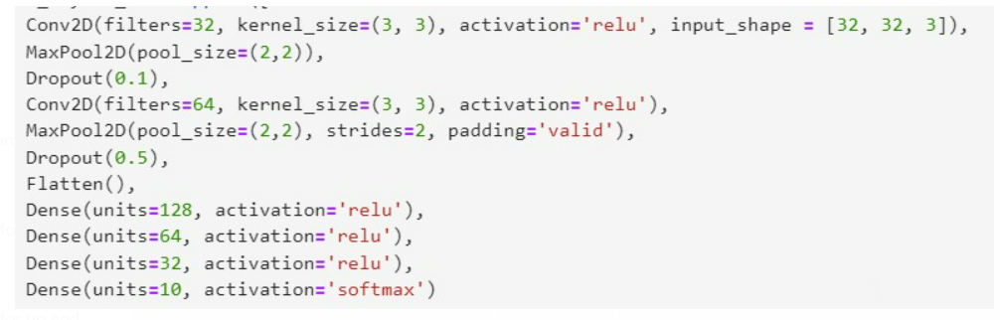 Conv2D(filters=32, kernel_size=(3, 3), activation='relu', input_shape = [32, 32, 3]),
MaxPool2D(pool_size=(2,2)),
Dropout(0.1),
Conv2D(filters=64, kernel_size=(3, 3), activation='relu'),
MaxPool2D(pool_size=(2,2), strides=2, padding='valid'),
Dropout(0.5),
Flatten(),
Dense(units=128, activation='relu'),
Dense(units=64, activation='relu'),
Dense(units=32, activation='relu'),
Dense(units=10, activation='softmax')